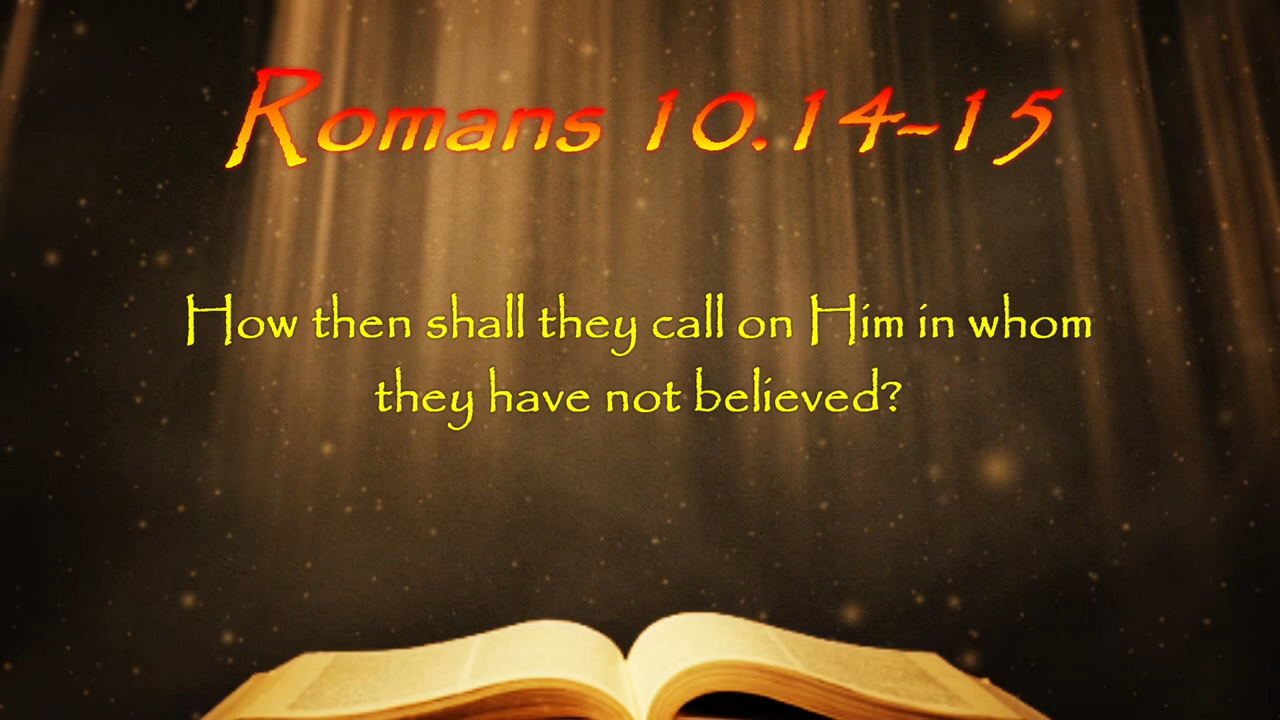 Romans 10.14-15
How then shall they call on Him in whom
they have not believed?